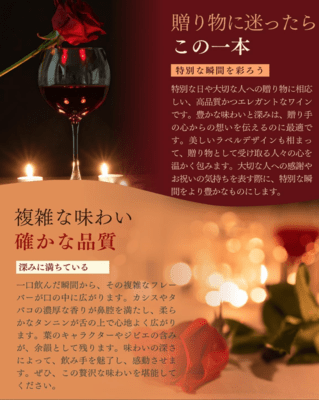 贈り物に迷ったら
この一本
特別な瞬間を彩ろう
特別な日や大切な人への贈り物に相応
しい、高品質かつエレガントなワイン
です。豊かな味わいと深みは、贈り手
の心からの想いを伝えるのに最適で
す。美しいラベルデザインも相まっ
て、贈り物として受け取る人々の心を
温かく包みます。大切な人への感謝や
お祝いの気持ちを表す際に、特別な瞬
間をより豊かなものにします。
複雑な味わい
確かな品質
深みに満ちている
一口飲んだ瞬間から、その複雑なフレー
バーが口の中に広がります。カシスやタ
バコの濃厚な香りが鼻腔を満たし、柔ら
かなタンニンが舌の上で心地よく広がり
ます。葉のキャラクターやジビエの含み
が、余韻として残ります。味わいの深さ
によって、飲み手を魅了し、感動させま
す。ぜひ、この贅沢な味わいを堪能して
ください。